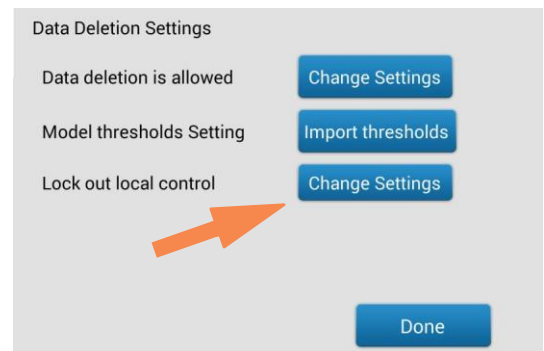 Data Deletion Settings
Data deletion is allowed Change Settings
Model thresholds Setting Import thresholds
Lock out local control Change Settings
Done